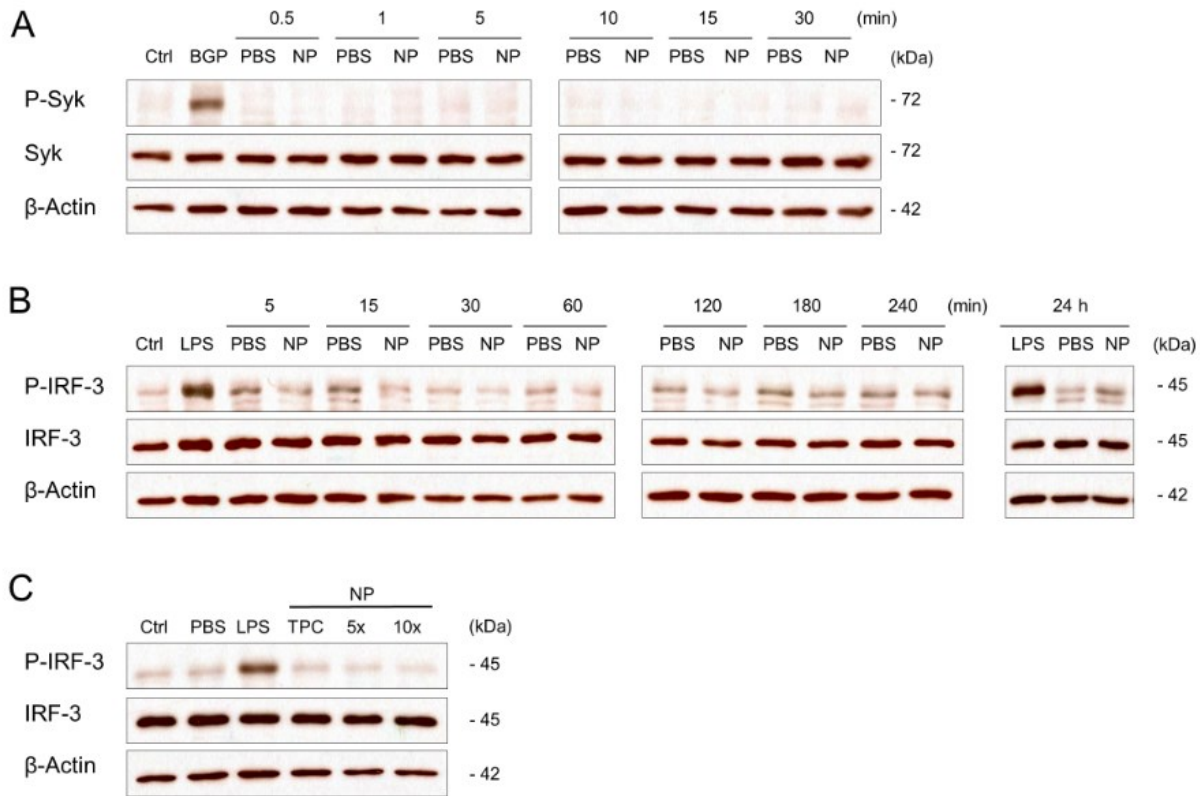 A
0.5 1 5 10 15 30 (min)
Ctrl BGP PBS NP PBS NP PBS NP PBS NP PBS NP PBS NP (kDa)
P-Syk - 72
Syk - 72
β-Actin - 42
B
5 15 30 60 120 180 240 (min) 24 h
Ctrl LPS PBS NP PBS NP PBS NP PBS NP PBS NP PBS NP PBS NP LPS PBS NP (kDa)
P-IRF-3 - 45
IRF-3 - 45
β-Actin - 42
C
NP
Ctrl PBS LPS TPC 5x 10x (kDa)
P-IRF-3 - 45
IRF-3 - 45
β-Actin - 42